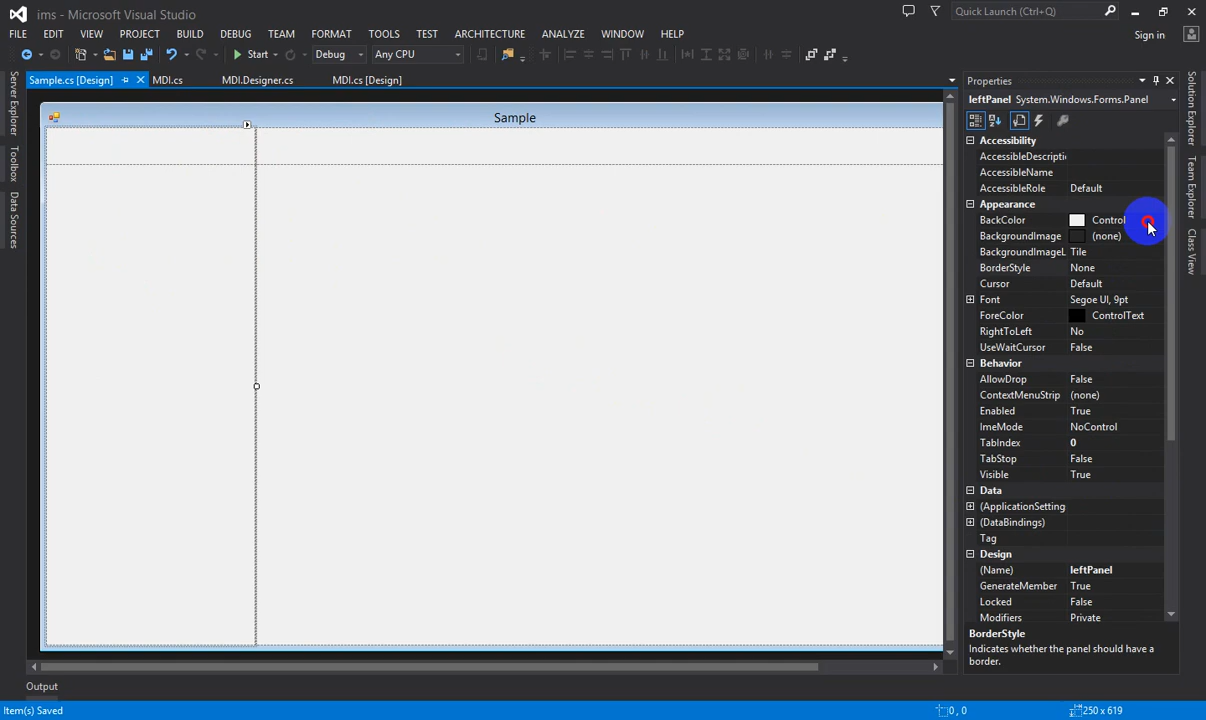 ims - Microsoft Visual Studio
Quick Launch (Ctrl+Q)
FILE EDIT VIEW PROJECT BUILD DEBUG TEAM FORMAT TOOLS TEST ARCHITECTURE ANALYZE WINDOW HELP
Sign in
Start Debug Any CPU
Sample.cs [Design] MDI.cs MDI.Designer.cs MDI.cs [Design]
Server Explorer
Toolbox
Data Sources
Sample
Properties
leftPanel System.Windows.Forms.Panel
Accessibility
AccessibleDescripti
AccessibleName
AccessibleRole Default
Appearance
BackColor Control
BackgroundImage (none)
BackgroundImageL Tile
BorderStyle None
Cursor Default
Font Segoe UI, 9pt
ForeColor ControlText
RightToLeft No
UseWaitCursor False
Behavior
AllowDrop False
ContextMenuStrip (none)
Enabled True
ImeMode NoControl
TabIndex 0
TabStop False
Visible True
Data
(ApplicationSetting
(DataBindings)
Tag
Design
(Name) leftPanel
GenerateMember True
Locked False
Modifiers Private
BorderStyle
Indicates whether the panel should have a
border.
Solution Explorer
Team Explorer
Class View
Output
Item(s) Saved
0 , 0
250 x 619